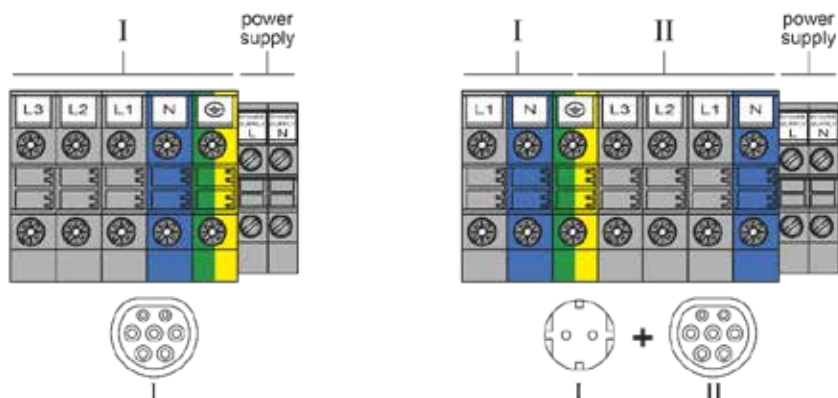 I
power
supply
L3 L2 L1 N
L
N
I
I II
power
supply
L1 N L3 L2 L1 N
L
N
I + II